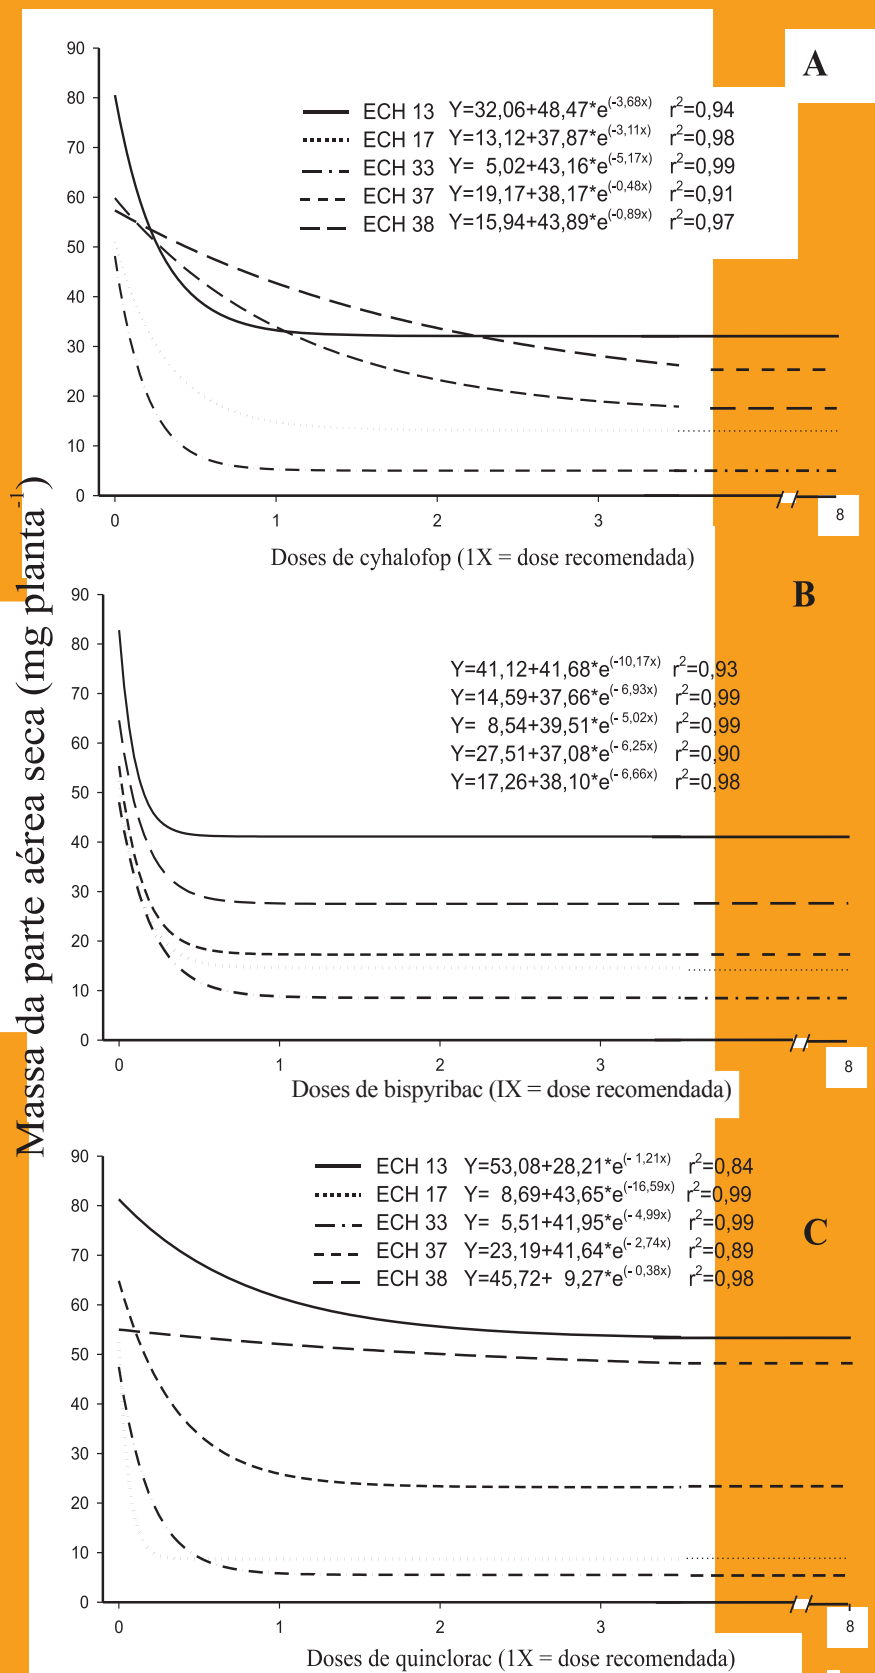 A
90
80
70
60
50
40
30
20
10
0
ECH 13 Y=32,06+48,47*e(-3,68x) r2=0,94
ECH 17 Y=13,12+37,87*e(-3,11x) r2=0,98
ECH 33 Y= 5,02+43,16*e(-5,17x) r2=0,99
ECH 37 Y=19,17+38,17*e(-0,48x) r2=0,91
ECH 38 Y=15,94+43,89*e(-0,89x) r2=0,97
0 1 2 3 8
Doses de cyhalofop (1X = dose recomendada)
Massa da parte aérea seca (mg planta-1)
B
90
80
70
60
50
40
30
20
10
0
Y=41,12+41,68*e(-10,17x) r2=0,93
Y=14,59+37,66*e(- 6,93x) r2=0,99
Y= 8,54+39,51*e(- 5,02x) r2=0,99
Y=27,51+37,08*e(- 6,25x) r2=0,90
Y=17,26+38,10*e(- 6,66x) r2=0,98
0 1 2 3 8
Doses de bispyribac (IX = dose recomendada)
C
90
80
70
60
50
40
30
20
10
0
ECH 13 Y=53,08+28,21*e(- 1,21x) r2=0,84
ECH 17 Y= 8,69+43,65*e(-16,59x) r2=0,99
ECH 33 Y= 5,51+41,95*e(- 4,99x) r2=0,99
ECH 37 Y=23,19+41,64*e(- 2,74x) r2=0,89
ECH 38 Y=45,72+ 9,27*e(- 0,38x) r2=0,98
0 1 2 3 8
Doses de quinclorac (1X = dose recomendada)